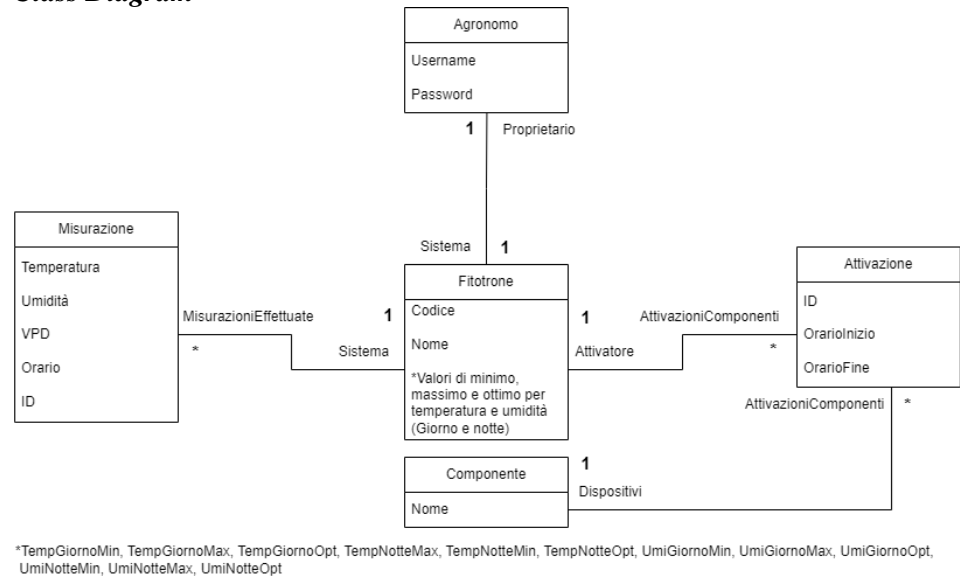 Agronomo
Username
Password
1 Proprietario
Sistema 1
Misurazione
Temperatura
Umidità
VPD
Orario
ID
MisurazioniEffettuate 1
* Sistema
Fitotrone
Codice
Nome
*Valori di minimo,
massimo e ottimo per
temperatura e umidità
(Giorno e notte)
1 AttivazioniComponenti
Attivatore *
Attivazione
ID
OrarioInizio
OrarioFine
AttivazioniComponenti *
Componente
Nome
1
Dispositivi
*TempGiornoMin, TempGiornoMax, TempGiornoOpt, TempNotteMax, TempNotteMin, TempNotteOpt, UmiGiornoMin, UmiGiornoMax, UmiGiornoOpt,
UmiNotteMin, UmiNotteMax, UmiNotteOpt